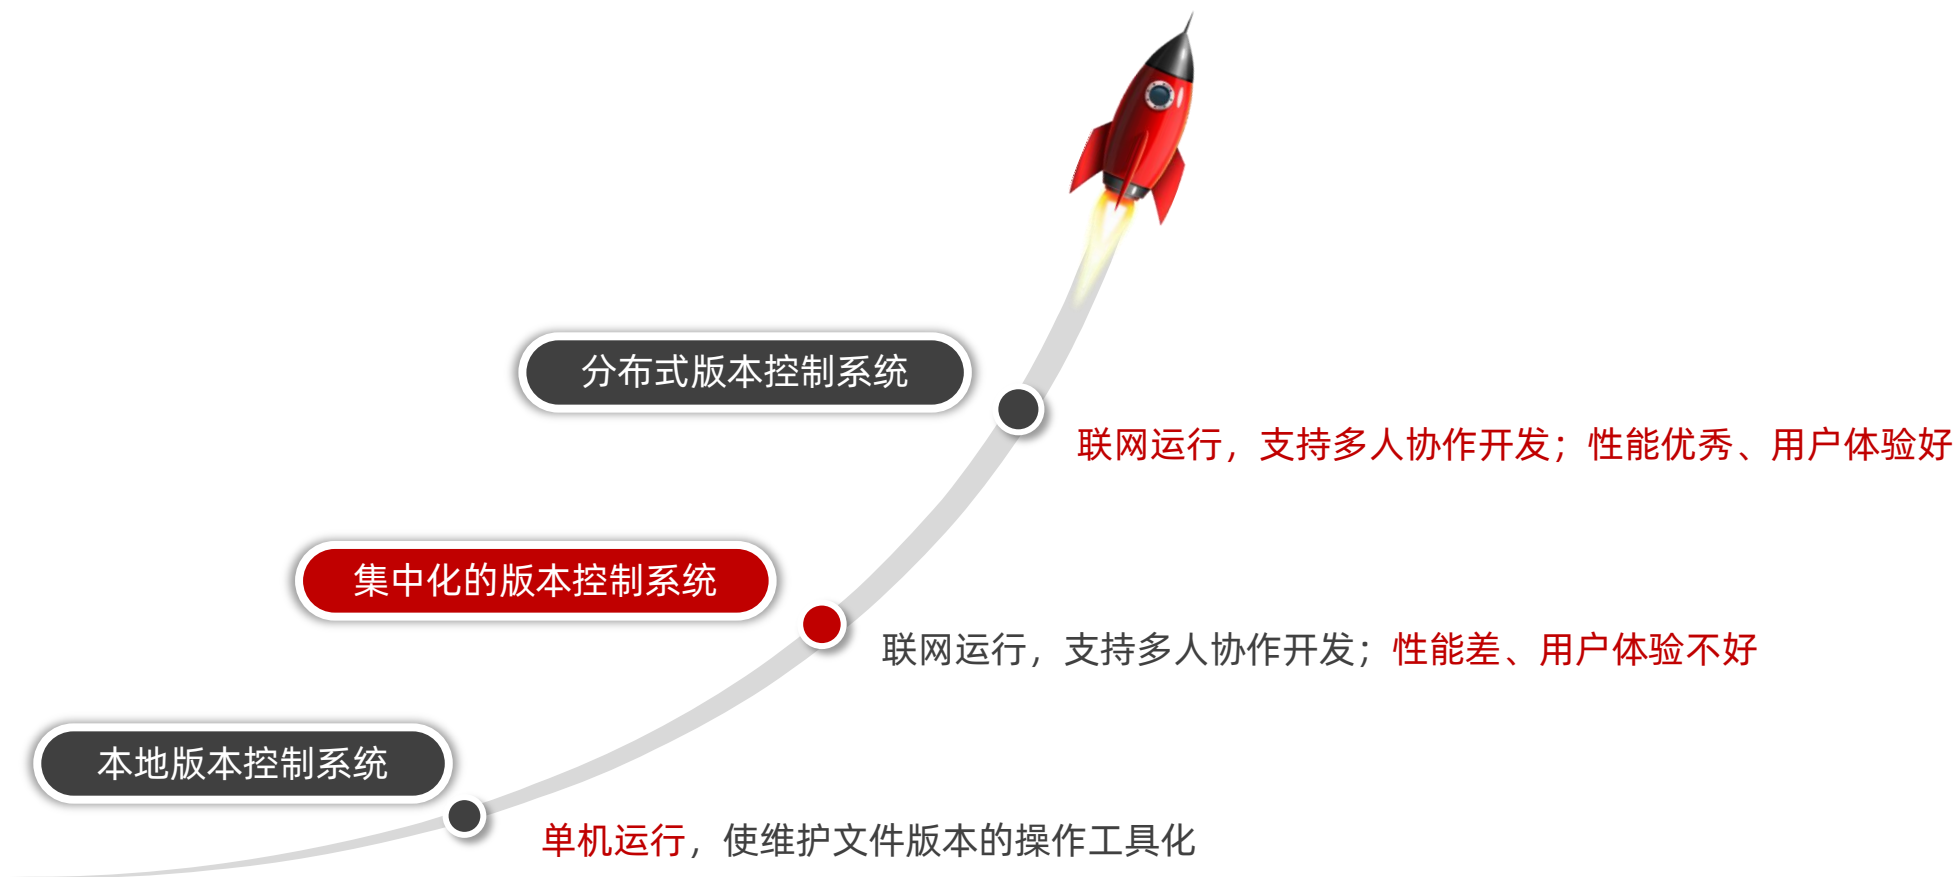 分布式版本控制系统
联网运行，支持多人协作开发；性能优秀、用户体验好
集中化的版本控制系统
联网运行，支持多人协作开发；性能差、用户体验不好
本地版本控制系统
单机运行，使维护文件版本的操作工具化